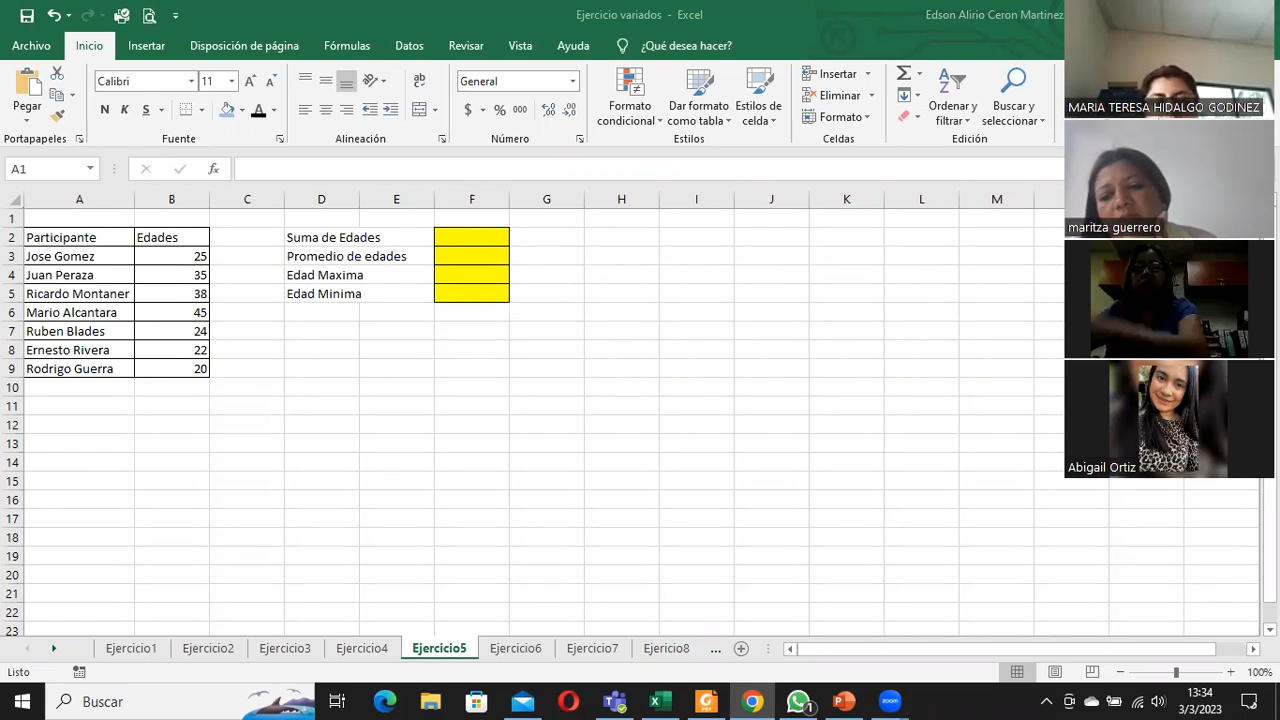 Ejercicio variados - Excel
Edson Alirio Ceron Martinez
Archivo Inicio Insertar Disposición de página Fórmulas Datos Revisar Vista Ayuda ¿Qué desea hacer?
Pegar
Calibri 11
N K S
General
$ % 000
Formato condicional
Dar formato como tabla
Estilos de celda
Insertar
Eliminar
Formato
Ordenar y filtrar
Buscar y seleccionar
Portapapeles Fuente Alineación Número Estilos Celdas Edición
A1 fx
A B C D E F G H I J K L M
1
2 Participante Edades Suma de Edades
3 Jose Gomez 25 Promedio de edades
4 Juan Peraza 35 Edad Maxima
5 Ricardo Montaner 38 Edad Minima
6 Mario Alcantara 45
7 Ruben Blades 24
8 Ernesto Rivera 22
9 Rodrigo Guerra 20
10
11
12
13
14
15
16
17
18
19
20
21
22
23
MARIA TERESA HIDALGO GODINEZ
maritza guerrero
Abigail Ortiz
Ejercicio1 Ejercicio2 Ejercicio3 Ejercicio4 Ejercicio5 Ejercicio6 Ejercicio7 Ejericio8 ...
Listo 100%
Buscar
zoom
1
13:34
3/3/2023